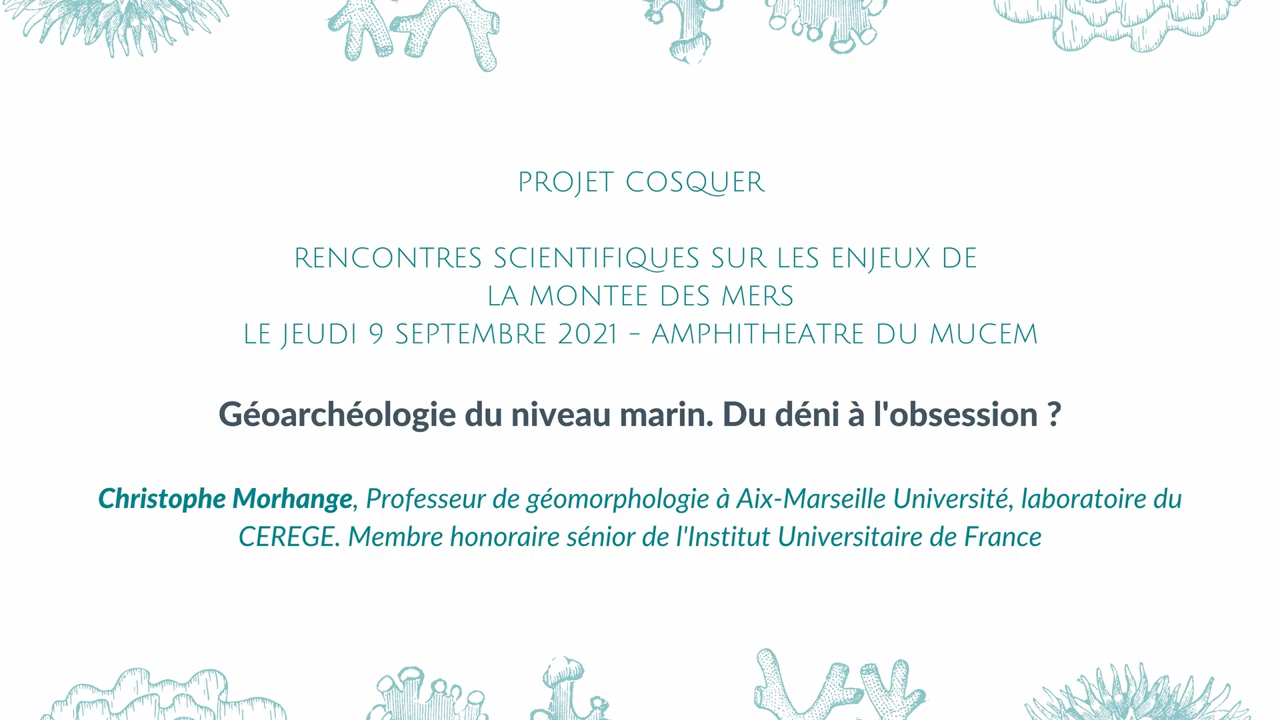 PROJET COSQUER
RENCONTRES SCIENTIFIQUES SUR LES ENJEUX DE
LA MONTEE DES MERS
LE JEUDI 9 SEPTEMBRE 2021 - AMPHITHEATRE DU MUCEM
Géoarchéologie du niveau marin. Du déni à l'obsession ?
Christophe Morhange, Professeur de géomorphologie à Aix-Marseille Université, laboratoire du
CEREGE. Membre honoraire sénior de l'Institut Universitaire de France